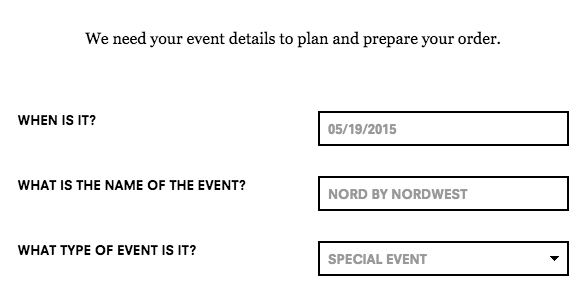 We need your event details to plan and prepare your order.
WHEN IS IT?
05/19/2015
WHAT IS THE NAME OF THE EVENT?
NORD BY NORDWEST
WHAT TYPE OF EVENT IS IT?
SPECIAL EVENT